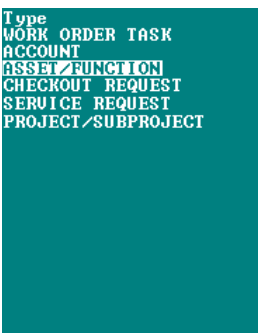 Type
WORK ORDER TASK
ACCOUNT
ASSET/FUNCTION
CHECKOUT REQUEST
SERVICE REQUEST
PROJECT/SUBPROJECT